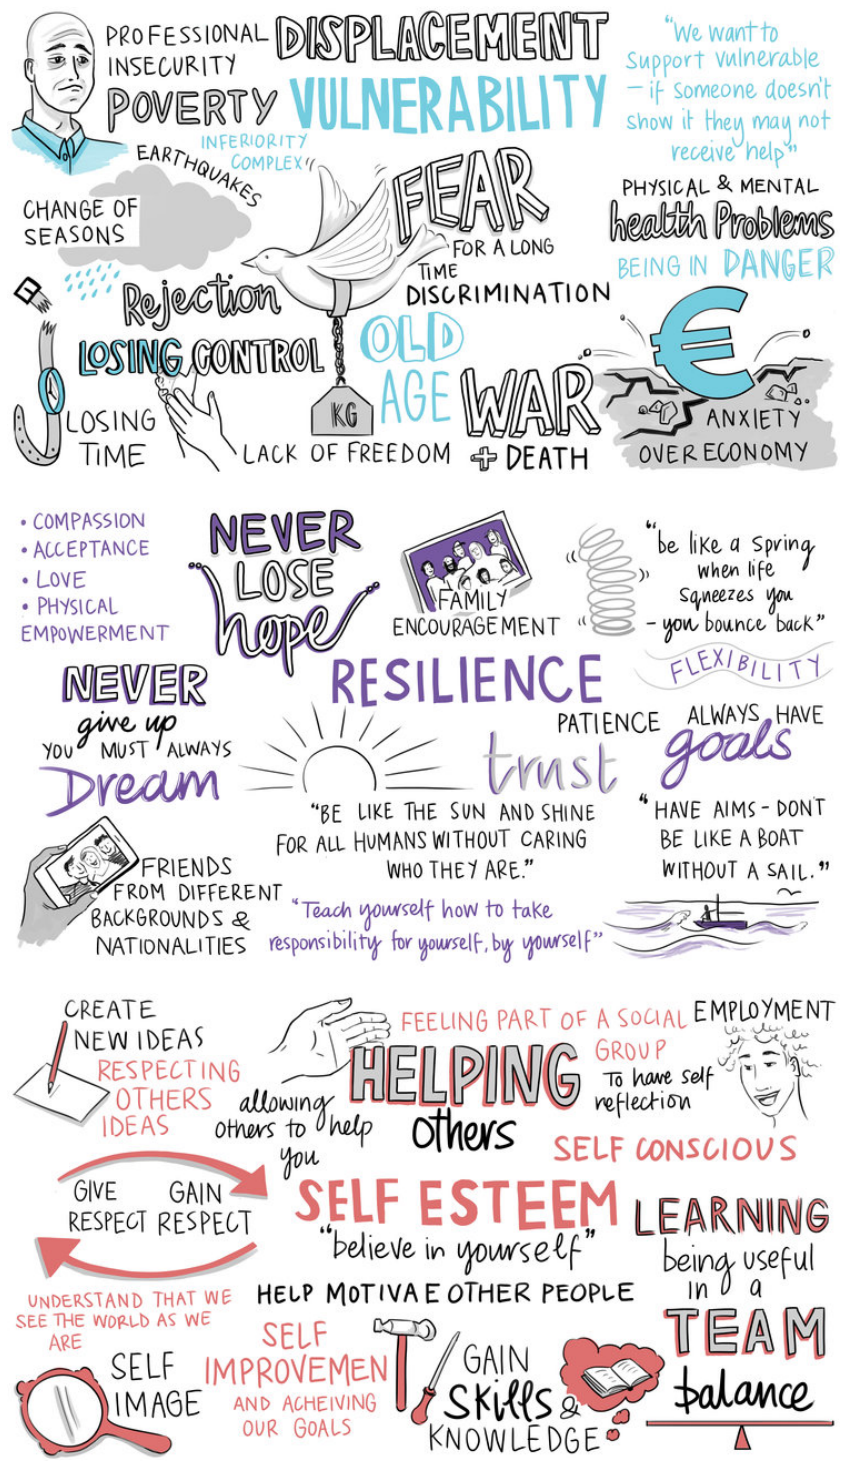 PROFESSIONAL
INSECURITY
DISPLACEMENT
POVERTY
VULNERABILITY
"We want to
Support vulnerable
– if someone doesn't
show it they may not
receive help"
INFERIORITY
COMPLEX"
EARTHQUAKES
CHANGE OF
SEASONS
FEAR
FOR A LONG
TIME
DISCRIMINATION
PHYSICAL & MENTAL
health Problems
BEING IN DANGER
Rejection
LOSING CONTROL
OLD
AGE
KG
WAR
+ DEATH
€
LOSING
TIME
LACK OF FREEDOM
ANXIETY
OVER ECONOMY
• COMPASSION
• ACCEPTANCE
• LOVE
• PHYSICAL
EMPOWERMENT
NEVER
LOSE
hope
FAMILY
ENCOURAGEMENT
"be like a spring
when life
squeezes you
– you bounce back"
FLEXIBILITY
RESILIENCE
NEVER
give up
YOU MUST ALWAYS
Dream
PATIENCE
trust
ALWAYS HAVE
goals
"BE LIKE THE SUN AND SHINE
FOR ALL HUMANS WITHOUT CARING
WHO THEY ARE."
"HAVE AIMS – DON'T
BE LIKE A BOAT
WITHOUT A SAIL."
FRIENDS
FROM DIFFERENT
BACKGROUNDS &
NATIONALITIES
"Teach yourself how to take
responsibility for yourself, by yourself"
CREATE
NEW IDEAS
RESPECTING
OTHERS
IDEAS
FEELING PART OF A SOCIAL
GROUP
EMPLOYMENT
HELPING
others
allowing
others to help
you
To have self
reflection
SELF CONSCIOUS
GIVE
RESPECT
GAIN
RESPECT
SELF ESTEEM
"believe in yourself"
LEARNING
being useful
in a
TEAM
balance
HELP MOTIVA E OTHER PEOPLE
UNDERSTAND THAT WE
SEE THE WORLD AS WE
ARE
SELF
IMAGE
SELF
IMPROVEMEN
AND ACHEIVING
OUR GOALS
GAIN
Skills &
KNOWLEDGE